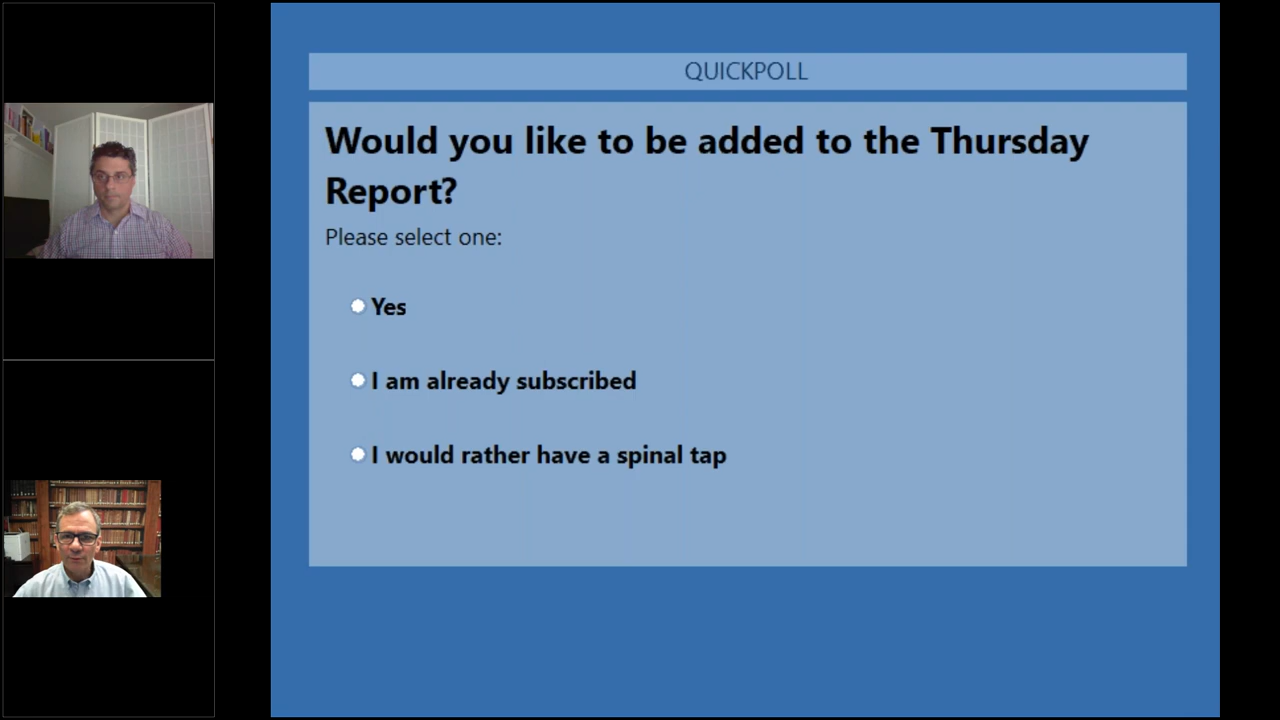 QUICKPOLL
Would you like to be added to the Thursday
Report?
Please select one:
Yes
I am already subscribed
I would rather have a spinal tap